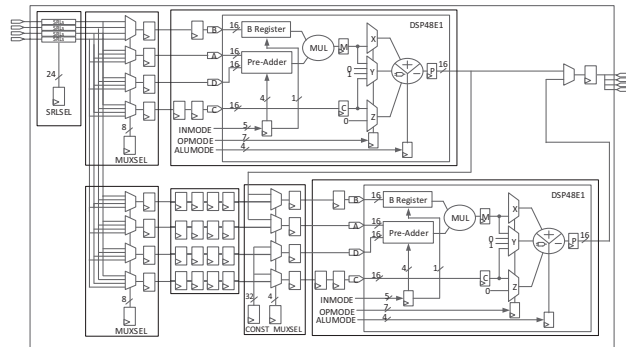 SRLs
SRLs
SRLs
SRLs
24
SRLSEL
8
MUXSEL
DSP48E1
16
B
B Register
MUL
M
X
A
Pre-Adder
16
D
16
0
1
Y
P
16
4
1
C
16
C
0
Z
INMODE
5
OPMODE
7
ALUMODE
4
8
MUXSEL
32
4
CONST MUXSEL
DSP48E1
16
B
B Register
MUL
M
X
A
Pre-Adder
16
D
16
0
1
Y
P
16
4
1
C
16
C
0
Z
INMODE
5
OPMODE
7
ALUMODE
4